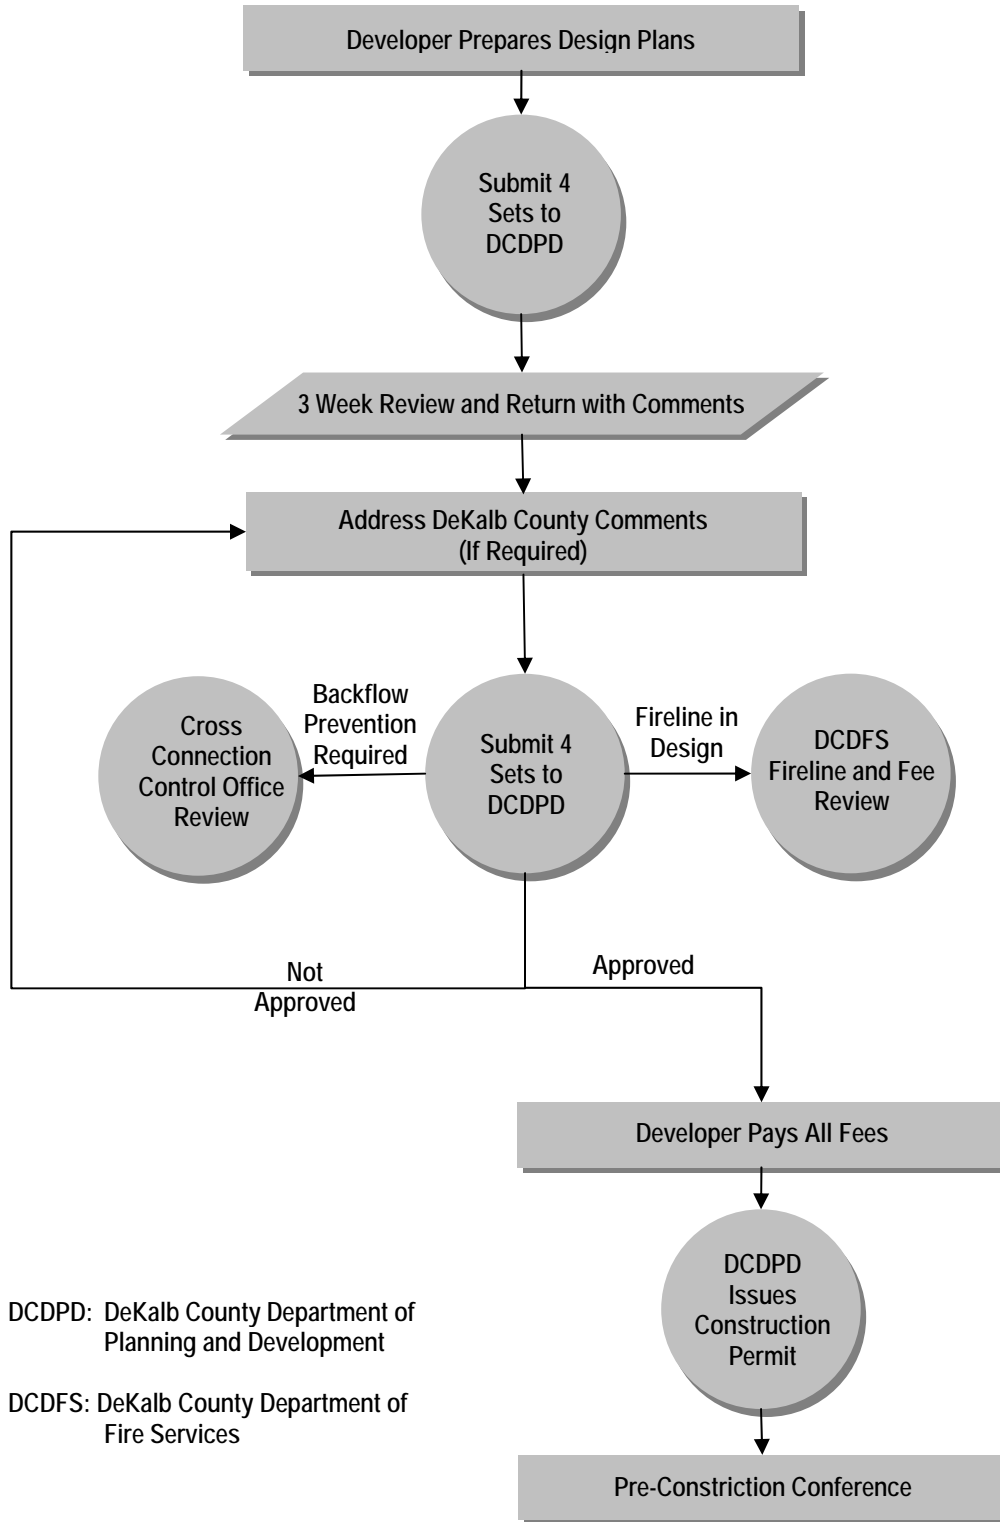 Developer Prepares Design Plans
Submit 4
Sets to
DCDPD
3 Week Review and Return with Comments
Address DeKalb County Comments
(If Required)
Cross
Connection
Control Office
Review
Backflow
Prevention
Required
Submit 4
Sets to
DCDPD
Fireline in
Design
DCDFS
Fireline and Fee
Review
Not
Approved
Approved
Developer Pays All Fees
DCDPD
Issues
Construction
Permit
DCDPD: DeKalb County Department of
Planning and Development
DCDFS: DeKalb County Department of
Fire Services
Pre-Constriction Conference